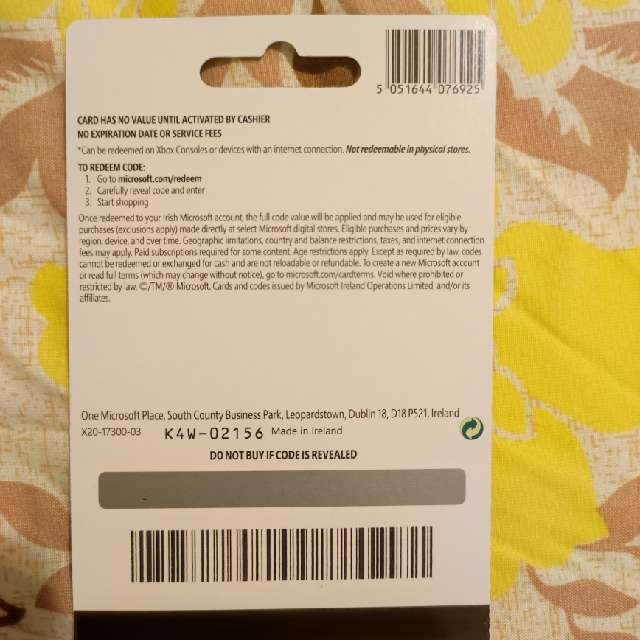 5 051644 076925
CARD HAS NO VALUE UNTIL ACTIVATED BY CASHIER
NO EXPIRATION DATE OR SERVICE FEES
*Can be redeemed on Xbox Consoles or devices with an internet connection. Not redeemable in physical stores.
TO REDEEM CODE:
1. Go to microsoft.com/redeem
2. Carefully reveal code and enter
3. Start shopping
Once redeemed to your Irish Microsoft account, the full code value will be applied and may be used for eligible
purchases (exclusions apply) made directly at select Microsoft digital stores. Eligible purchases and prices vary by
region, device, and over time. Geographic limitations, country and balance restrictions, taxes, and internet connection
fees may apply. Paid subscriptions required for some content. Age restrictions apply. Except as required by law, codes
cannot be redeemed or exchanged for cash and are not reloadable or refundable. To create a new Microsoft account
or read full terms (which may change without notice), go to microsoft.com/cardterms. Void where prohibited or
restricted by law. ©/TM/® Microsoft. Cards and codes issued by Microsoft Ireland Operations Limited, and/or its
affiliates.
One Microsoft Place, South County Business Park, Leopardstown, Dublin 18, D18 P521, Ireland
X20-17300-03 K4W-02156 Made in Ireland
DO NOT BUY IF CODE IS REVEALED